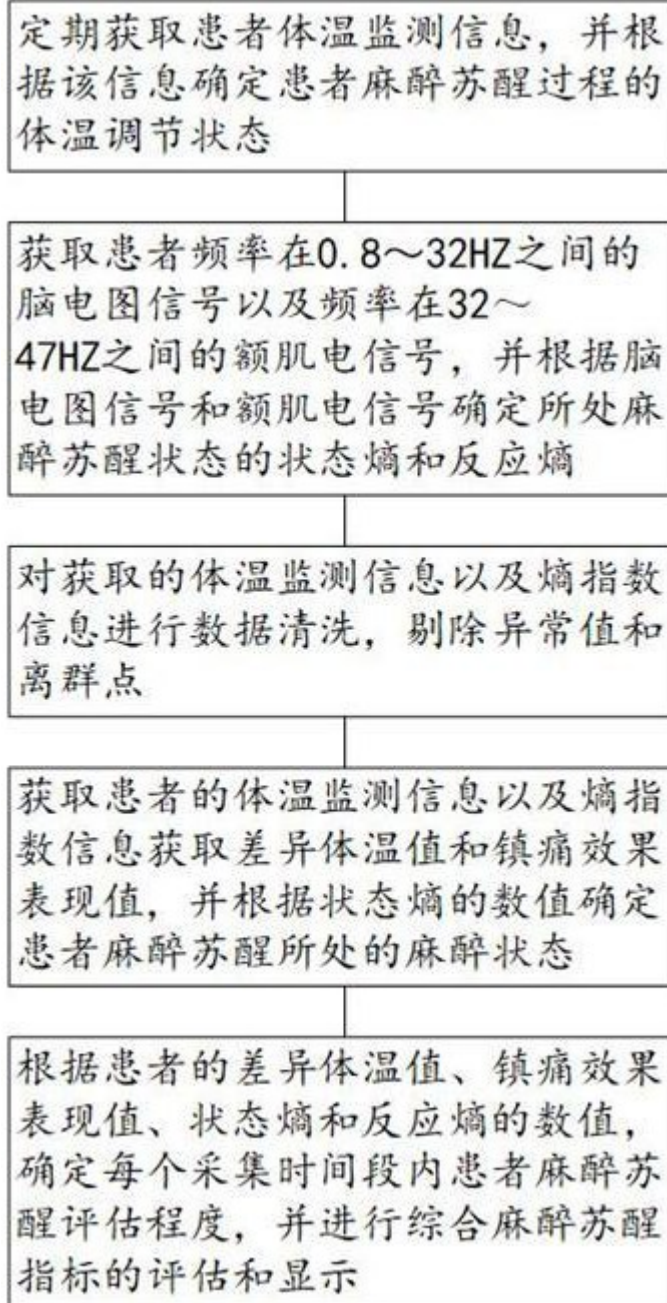 定期获取患者体温监测信息，并根
据该信息确定患者麻醉苏醒过程的
体温调节状态
获取患者频率在0.8～32HZ之间的
脑电图信号以及频率在32～
47HZ之间的额肌电信号，并根据脑
电图信号和额肌电信号确定所处麻
醉苏醒状态的状态熵和反应熵
对获取的体温监测信息以及熵指数
信息进行数据清洗，剔除异常值和
离群点
获取患者的体温监测信息以及熵指
数信息获取差异体温值和镇痛效果
表现值，并根据状态熵的数值确定
患者麻醉苏醒所处的麻醉状态
根据患者的差异体温值、镇痛效果
表现值、状态熵和反应熵的数值，
确定每个采集时间段内患者麻醉苏
醒评估程度，并进行综合麻醉苏醒
指标的评估和显示